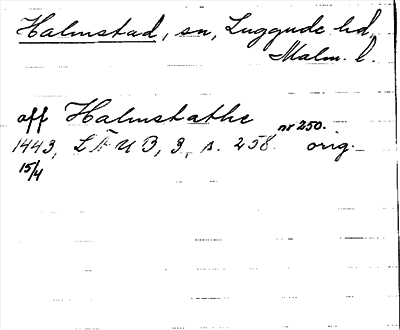 Halmstad, sn, Luggude hd,
Malm. l.
aff Halmstathe
nr 250.
1443, LÄUB, 3, s. 258. orig.
15/4